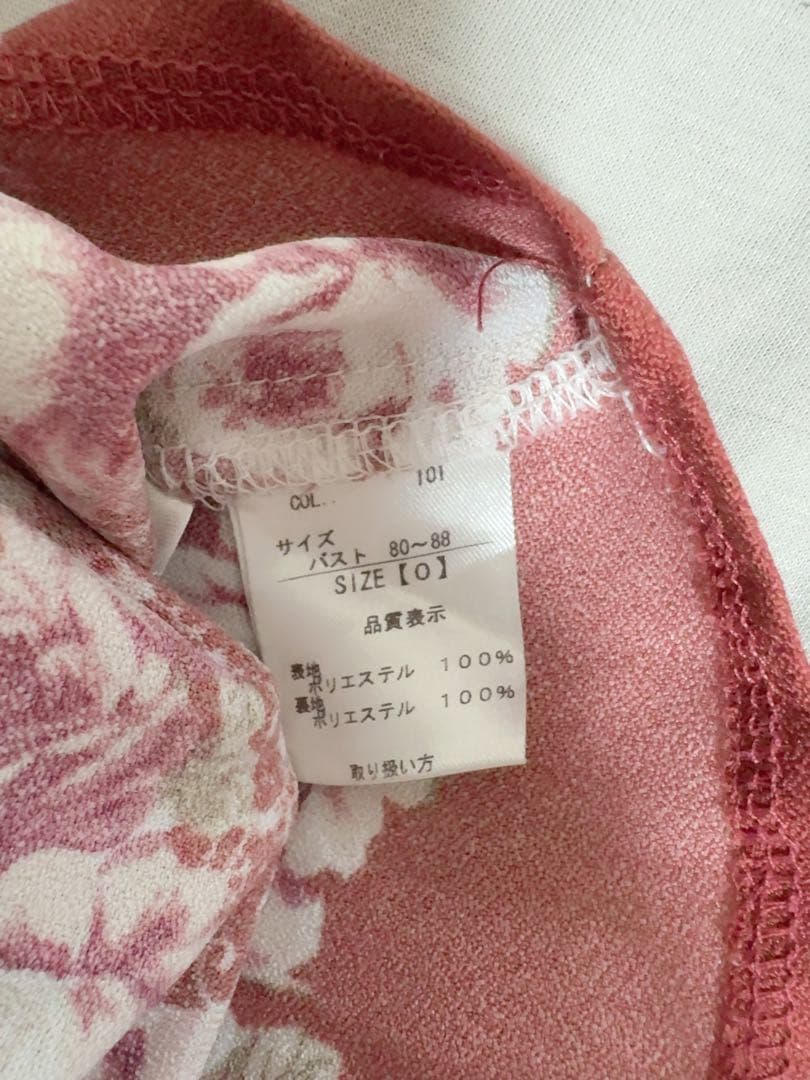 COL.. 101
サイズ
バスト 80〜88
SIZE【O】
品質表示
表地
ポリエステル 100%
裏地
ポリエステル 100%
取り扱い方